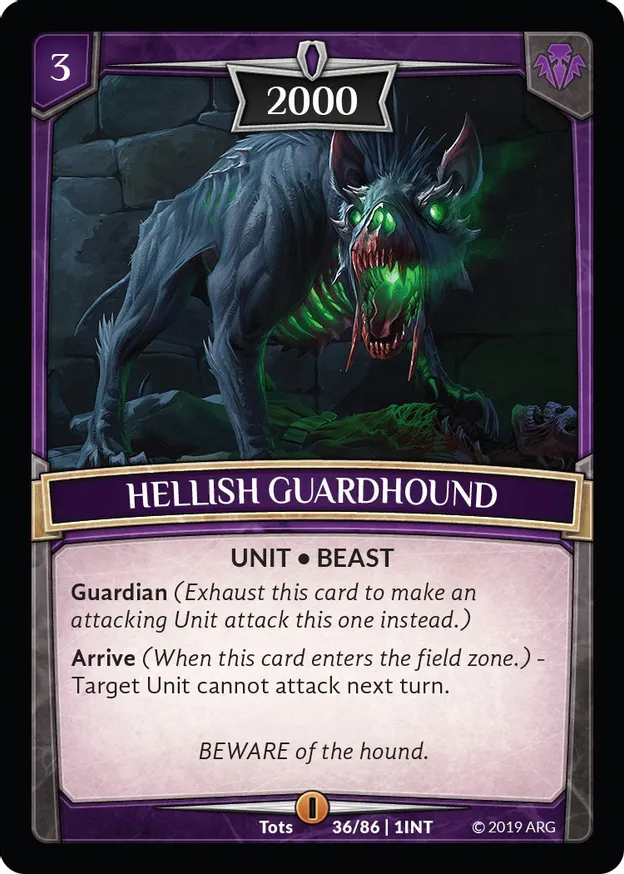 3
2000
HELLISH GUARDHOUND
UNIT • BEAST
Guardian (Exhaust this card to make an
attacking Unit attack this one instead.)
Arrive (When this card enters the field zone.) -
Target Unit cannot attack next turn.
BEWARE of the hound.
I
Tots 36/86 | 1INT © 2019 ARG